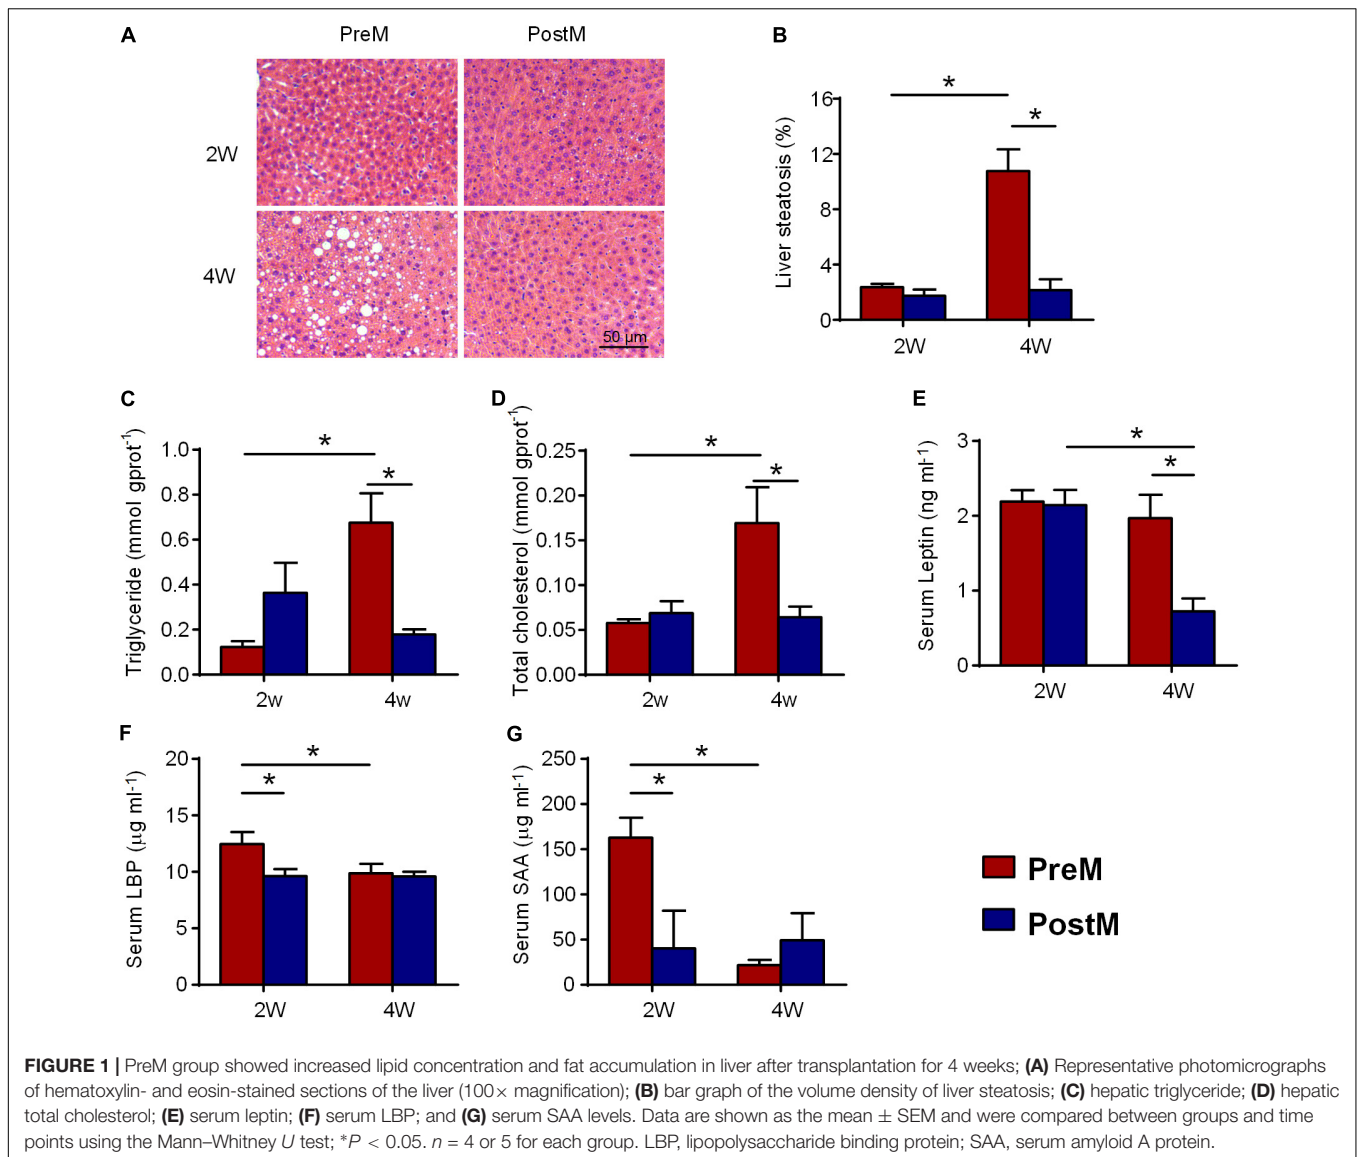 A
PreM
PostM
2W
4W
50 µm
B
Liver steatosis (%)
16
12
8
4
0
*
*
2W
4W
C
Triglyceride (mmol gprot⁻¹)
1.0
0.8
0.6
0.4
0.2
0.0
*
*
2w
4w
D
Total cholesterol (mmol gprot⁻¹)
0.25
0.20
0.15
0.10
0.05
0.00
*
*
2w
4w
E
Serum Leptin (ng ml⁻¹)
3
2
1
0
*
*
2W
4W
F
Serum LBP (µg ml⁻¹)
20
15
10
5
0
*
*
2W
4W
G
Serum SAA (µg ml⁻¹)
250
200
150
100
50
0
*
*
2W
4W
PreM
PostM
FIGURE 1 | PreM group showed increased lipid concentration and fat accumulation in liver after transplantation for 4 weeks; (A) Representative photomicrographs
of hematoxylin- and eosin-stained sections of the liver (100× magnification); (B) bar graph of the volume density of liver steatosis; (C) hepatic triglyceride; (D) hepatic
total cholesterol; (E) serum leptin; (F) serum LBP; and (G) serum SAA levels. Data are shown as the mean ± SEM and were compared between groups and time
points using the Mann–Whitney U test; *P < 0.05. n = 4 or 5 for each group. LBP, lipopolysaccharide binding protein; SAA, serum amyloid A protein.